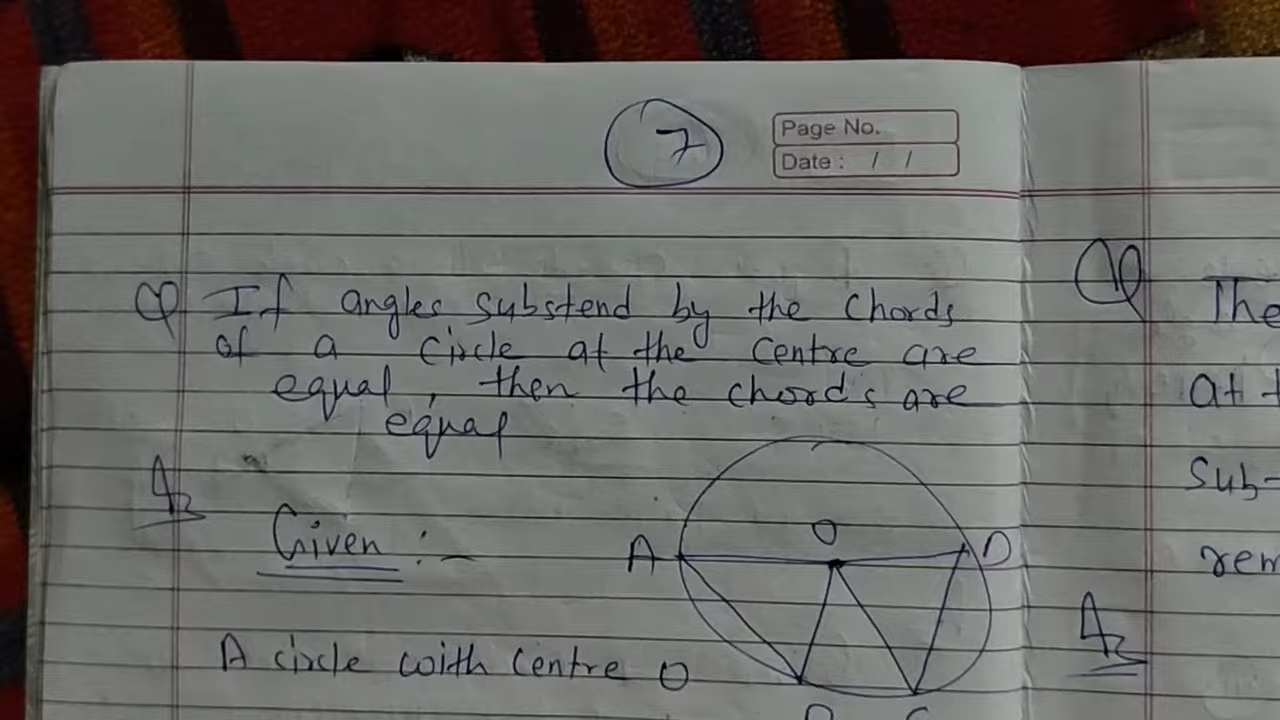 7
Page No.
Date : / /
Q If angles substend by the chords
of a circle at the centre are
equal, then the chords are
equal
Given :-
O
A
D
A circle with centre O
C
Q
The
at t
Sub-
rem